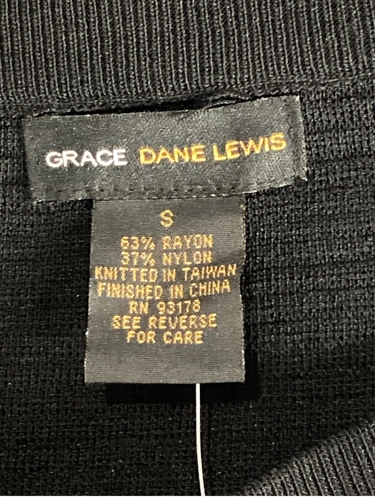 GRACE DANE LEWIS
S
63% RAYON
37% NYLON
KNITTED IN TAIWAN
FINISHED IN CHINA
RN 93178
SEE REVERSE
FOR CARE